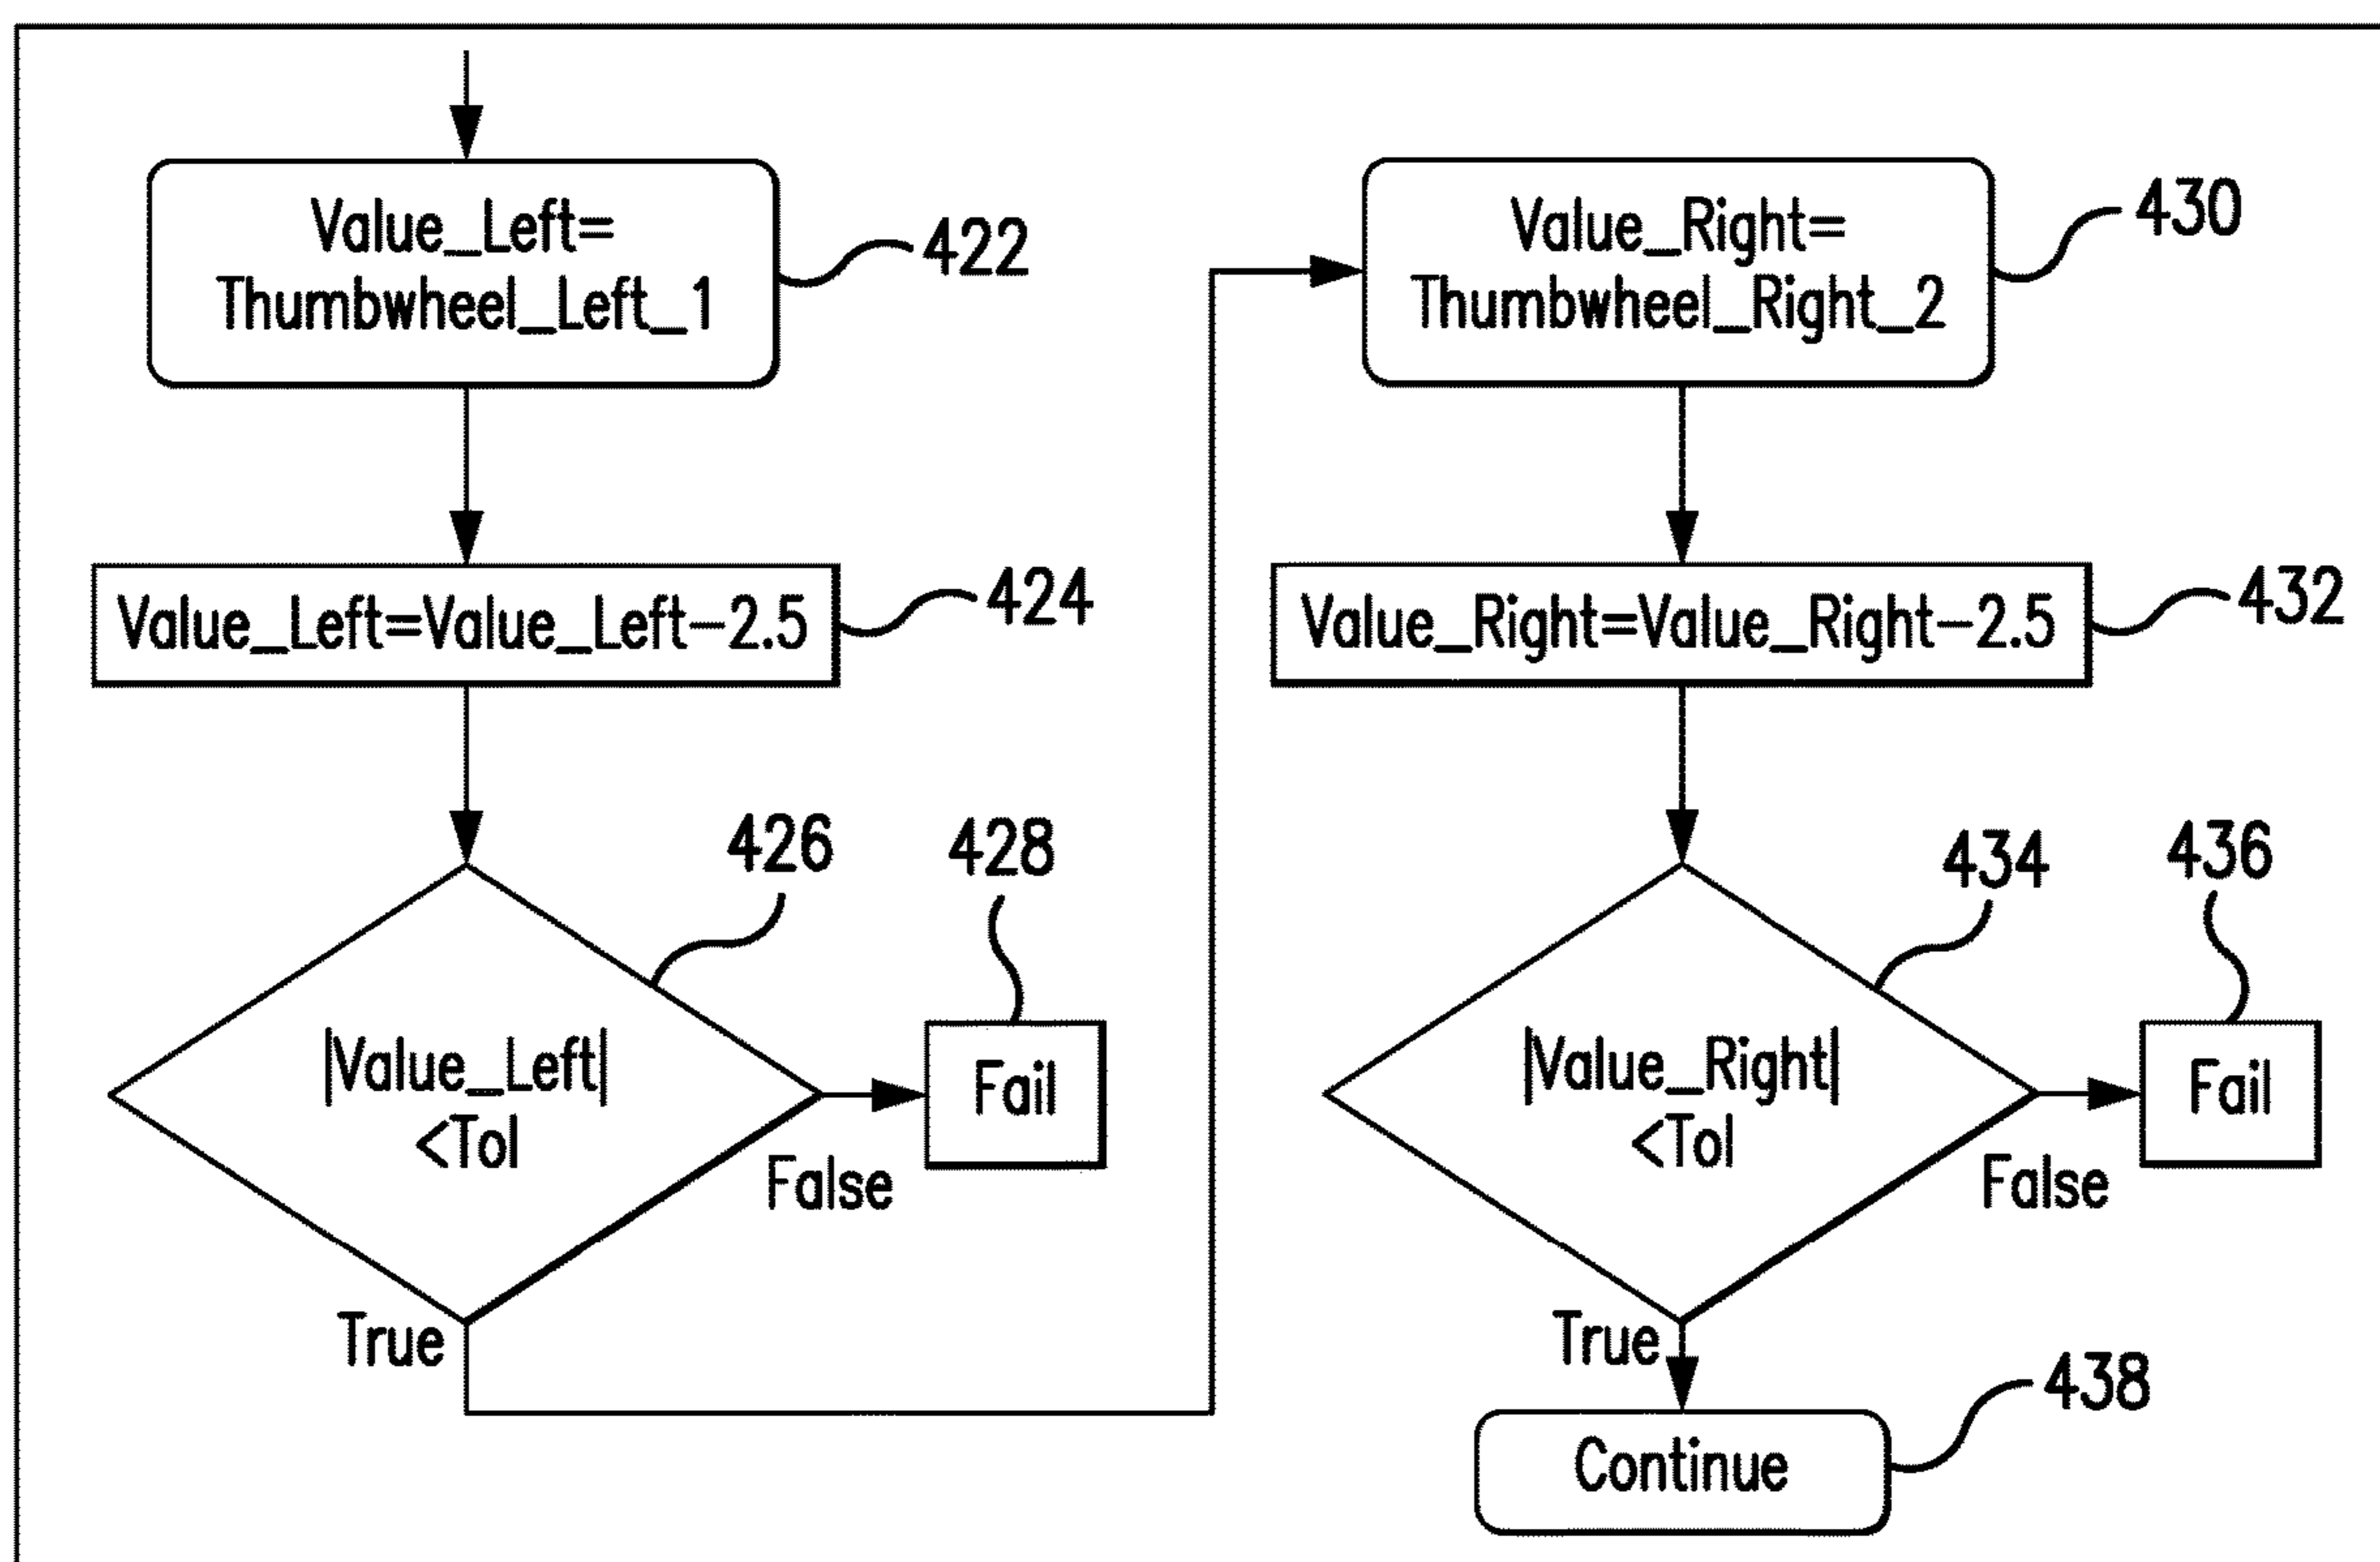 Value_Left=
Thumbwheel_Left_1
422
Value_Left=Value_Left-2.5
424
426
428
|Value_Left|
<Tol
Fail
False
True
Value_Right=
Thumbwheel_Right_2
430
Value_Right=Value_Right-2.5
432
434
436
|Value_Right|
<Tol
Fail
False
True
438
Continue